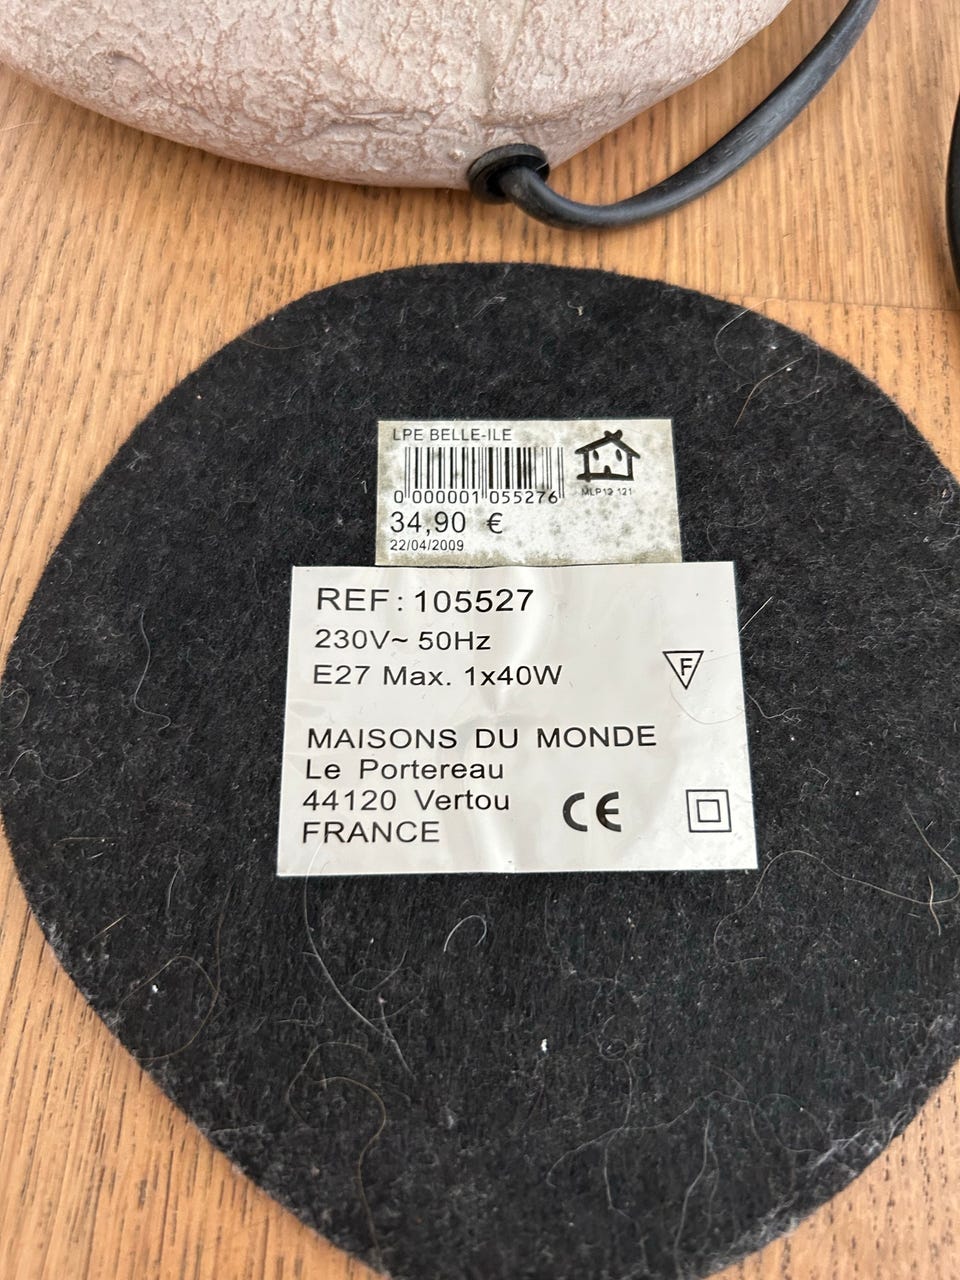 LPE BELLE-ILE
0 000001 055276
MLP12 121
34,90 €
22/04/2009
REF : 105527
230V~ 50Hz
E27 Max. 1x40W
F
MAISONS DU MONDE
Le Portereau
44120 Vertou
FRANCE
CE